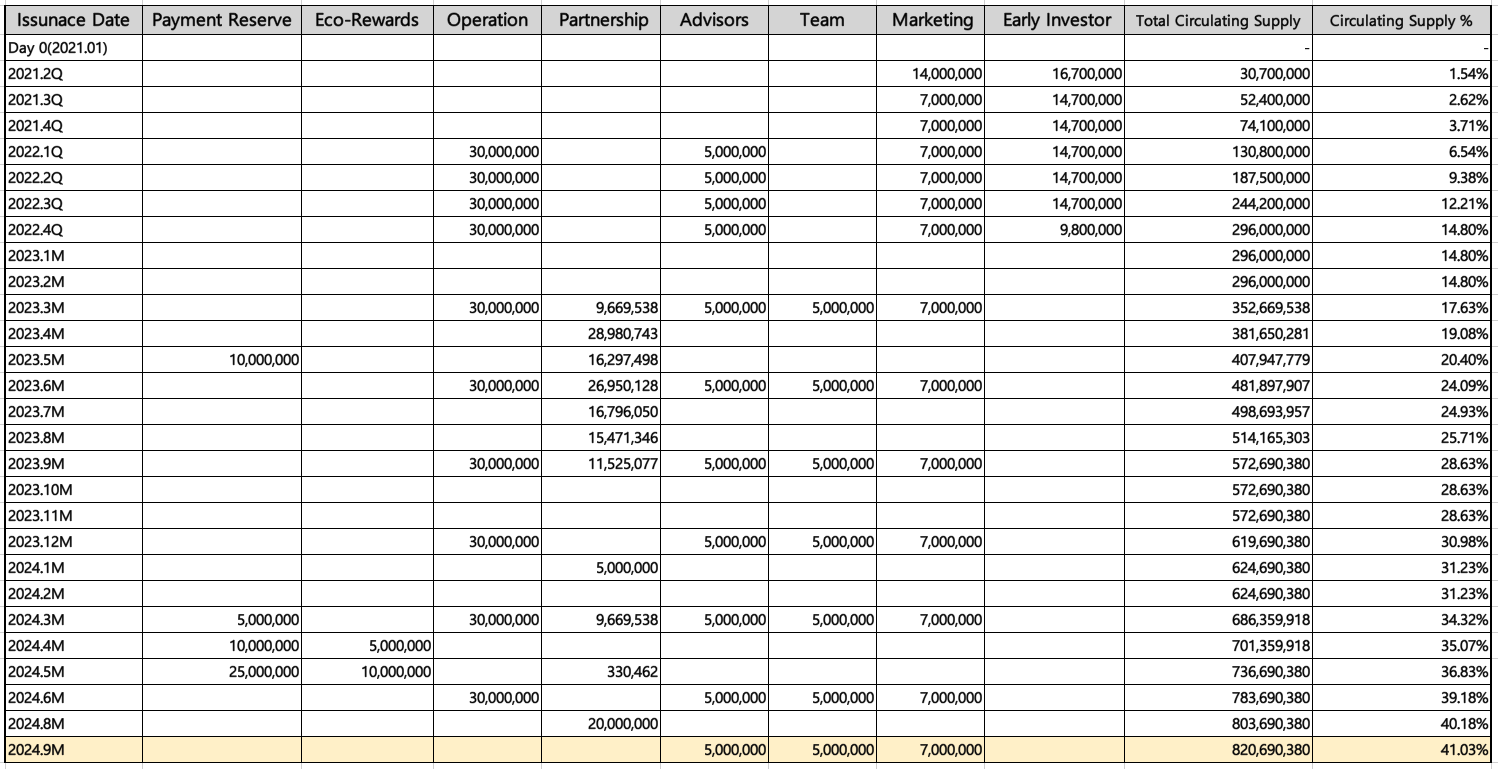 Issunace Date Payment Reserve Eco-Rewards Operation Partnership Advisors Team Marketing Early Investor Total Circulating Supply Circulating Supply %
Day 0(2021.01) - -
2021.2Q 14,000,000 16,700,000 30,700,000 1.54%
2021.3Q 7,000,000 14,700,000 52,400,000 2.62%
2021.4Q 7,000,000 14,700,000 74,100,000 3.71%
2022.1Q 30,000,000 5,000,000 7,000,000 14,700,000 130,800,000 6.54%
2022.2Q 30,000,000 5,000,000 7,000,000 14,700,000 187,500,000 9.38%
2022.3Q 30,000,000 5,000,000 7,000,000 14,700,000 244,200,000 12.21%
2022.4Q 30,000,000 5,000,000 7,000,000 9,800,000 296,000,000 14.80%
2023.1M 296,000,000 14.80%
2023.2M 296,000,000 14.80%
2023.3M 30,000,000 9,669,538 5,000,000 5,000,000 7,000,000 352,669,538 17.63%
2023.4M 28,980,743 381,650,281 19.08%
2023.5M 10,000,000 16,297,498 407,947,779 20.40%
2023.6M 30,000,000 26,950,128 5,000,000 5,000,000 7,000,000 481,897,907 24.09%
2023.7M 16,796,050 498,693,957 24.93%
2023.8M 15,471,346 514,165,303 25.71%
2023.9M 30,000,000 11,525,077 5,000,000 5,000,000 7,000,000 572,690,380 28.63%
2023.10M 572,690,380 28.63%
2023.11M 572,690,380 28.63%
2023.12M 30,000,000 5,000,000 5,000,000 7,000,000 619,690,380 30.98%
2024.1M 5,000,000 624,690,380 31.23%
2024.2M 624,690,380 31.23%
2024.3M 5,000,000 30,000,000 9,669,538 5,000,000 5,000,000 7,000,000 686,359,918 34.32%
2024.4M 10,000,000 5,000,000 701,359,918 35.07%
2024.5M 25,000,000 10,000,000 330,462 736,690,380 36.83%
2024.6M 30,000,000 5,000,000 5,000,000 7,000,000 783,690,380 39.18%
2024.8M 20,000,000 803,690,380 40.18%
2024.9M 5,000,000 5,000,000 7,000,000 820,690,380 41.03%